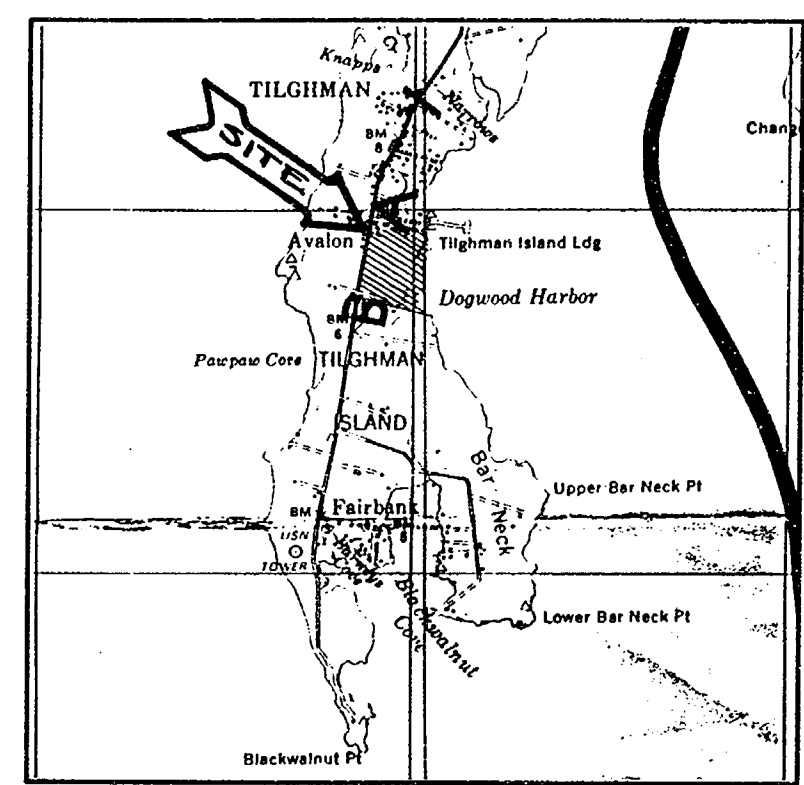 Knapps
TILGHMAN
Narrows
BM
8
Chang
SITE
Avalon
Tilghman Island Ldg
Dogwood Harbor
BM
6
Pawpaw Cove
TILGHMAN
ISLAND
Bar Neck
Upper Bar Neck Pt
BM
Fairbank
USN
TOWER
Blackwalnut
Cove
Lower Bar Neck Pt
Blackwalnut Pt